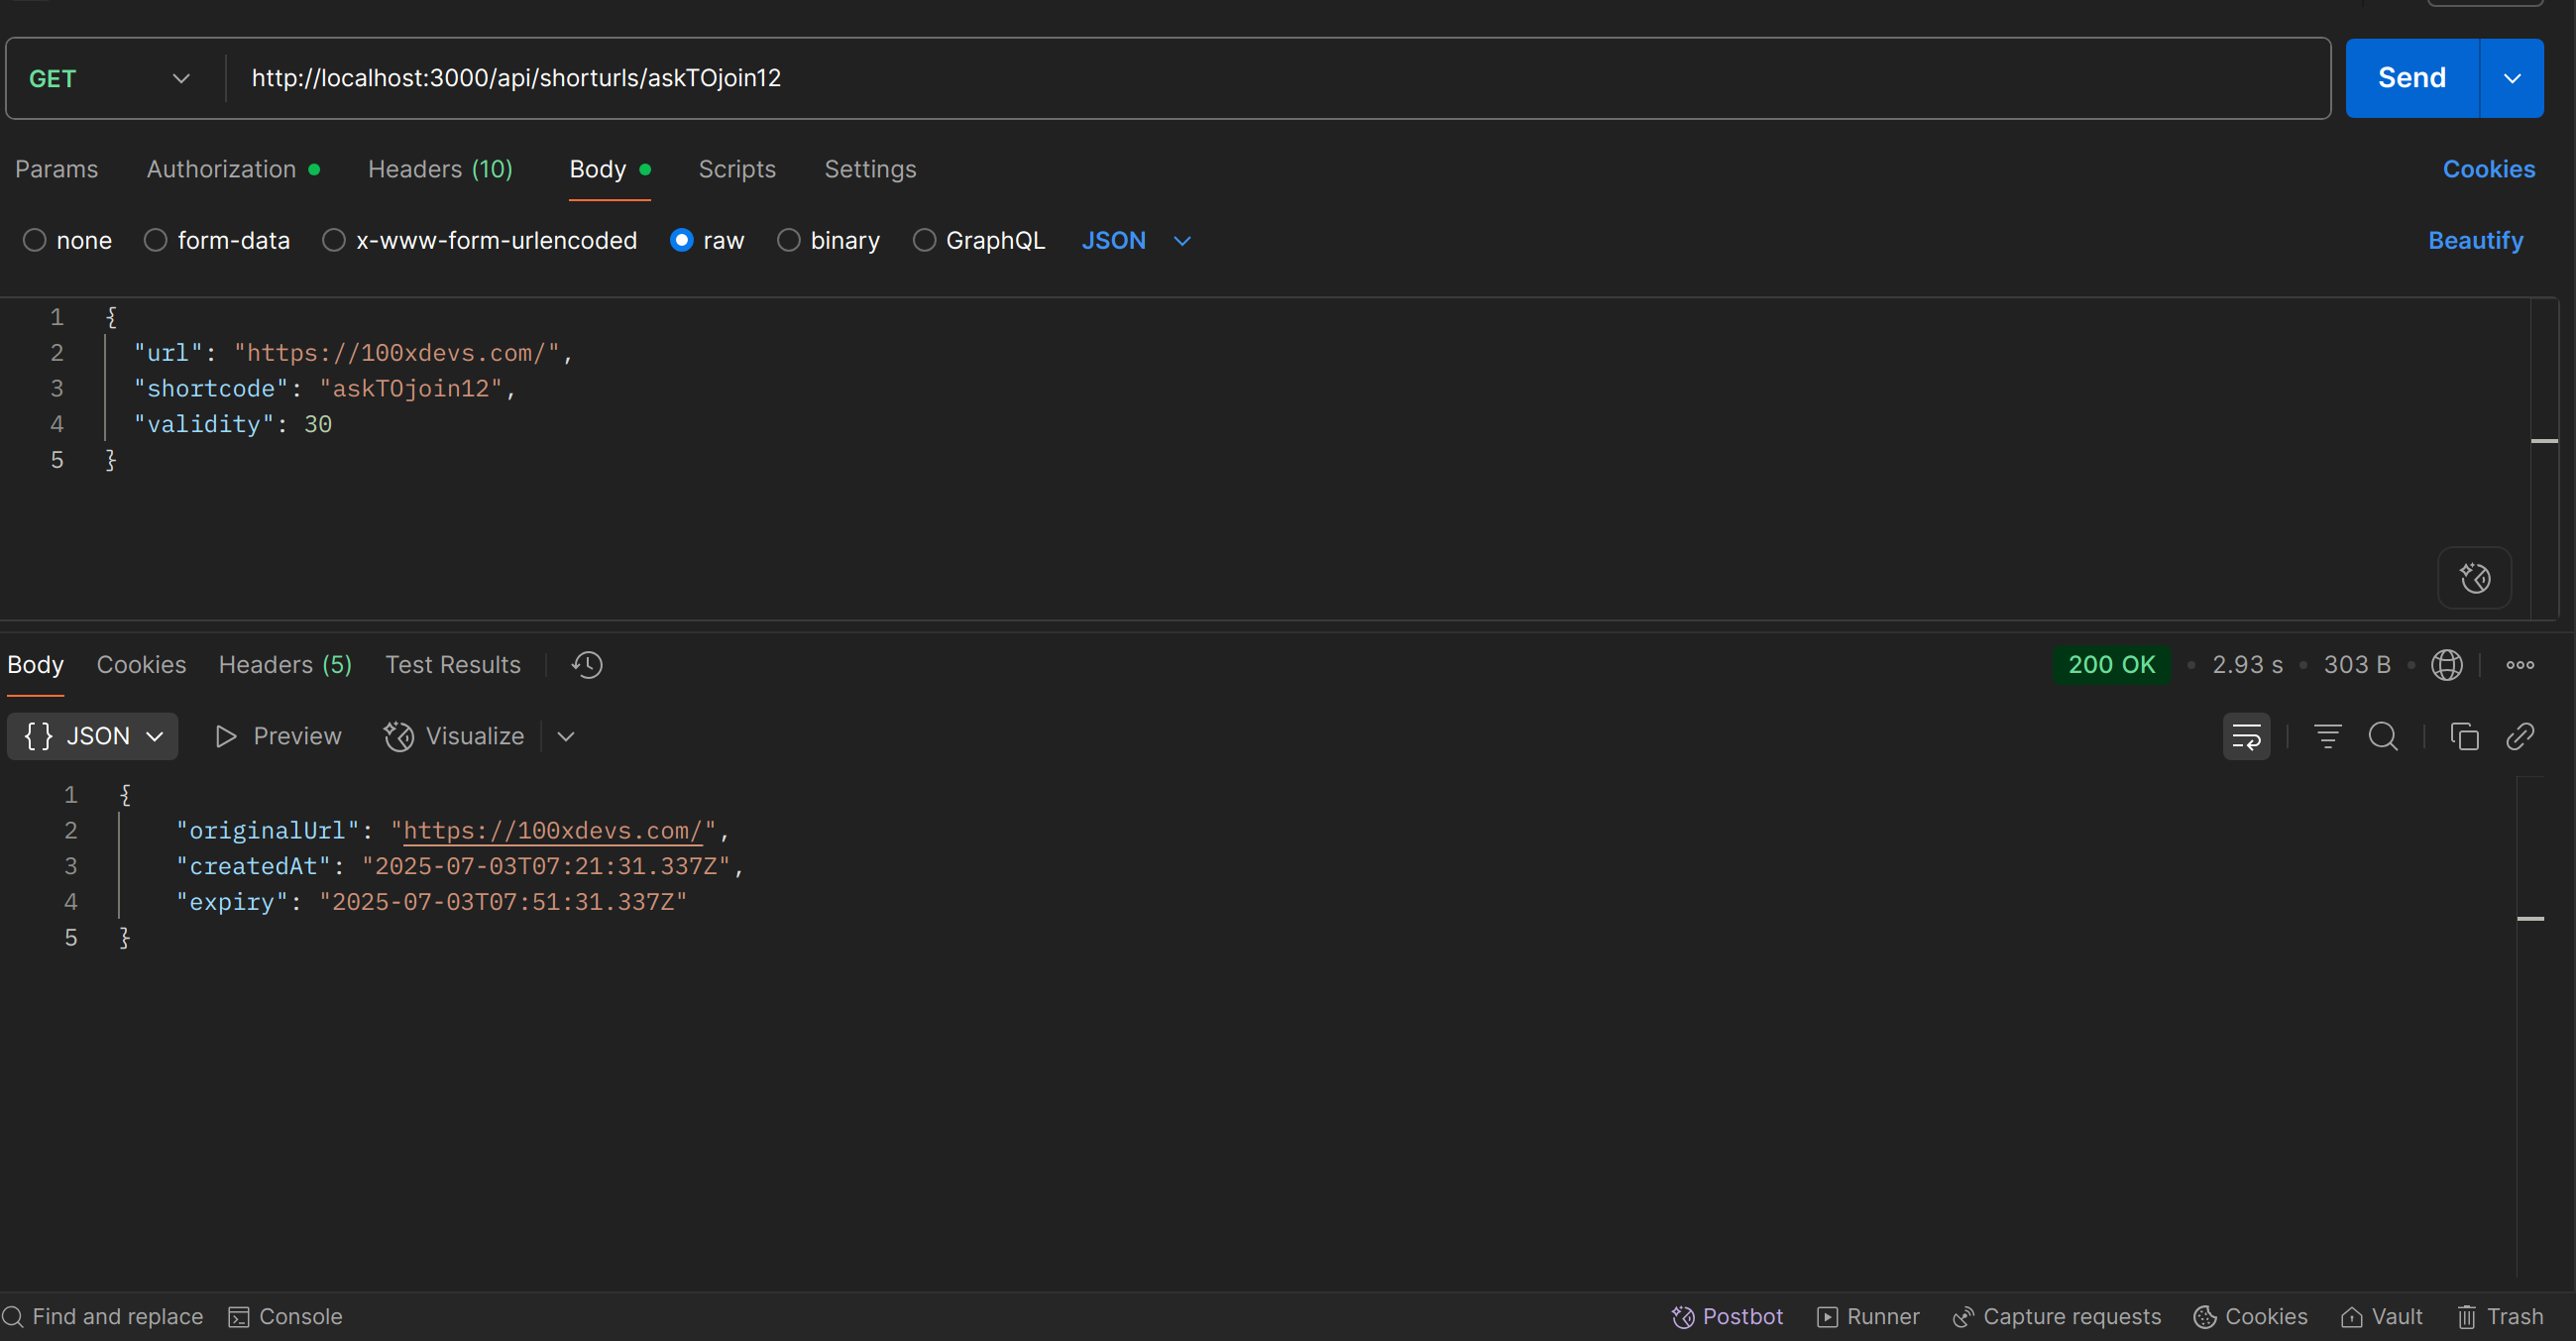 GET http://localhost:3000/api/shorturls/askTOjoin12 Send
Params Authorization Headers (10) Body Scripts Settings Cookies
none form-data x-www-form-urlencoded raw binary GraphQL JSON Beautify
1 {
2 "url": "https://100xdevs.com/",
3 "shortcode": "askTOjoin12",
4 "validity": 30
5 }
Body Cookies Headers (5) Test Results 200 OK • 2.93 s • 303 B •
{} JSON Preview Visualize
1 {
2 "originalUrl": "https://100xdevs.com/",
3 "createdAt": "2025-07-03T07:21:31.337Z",
4 "expiry": "2025-07-03T07:51:31.337Z"
5 }
Find and replace Console Postbot Runner Capture requests Cookies Vault Trash